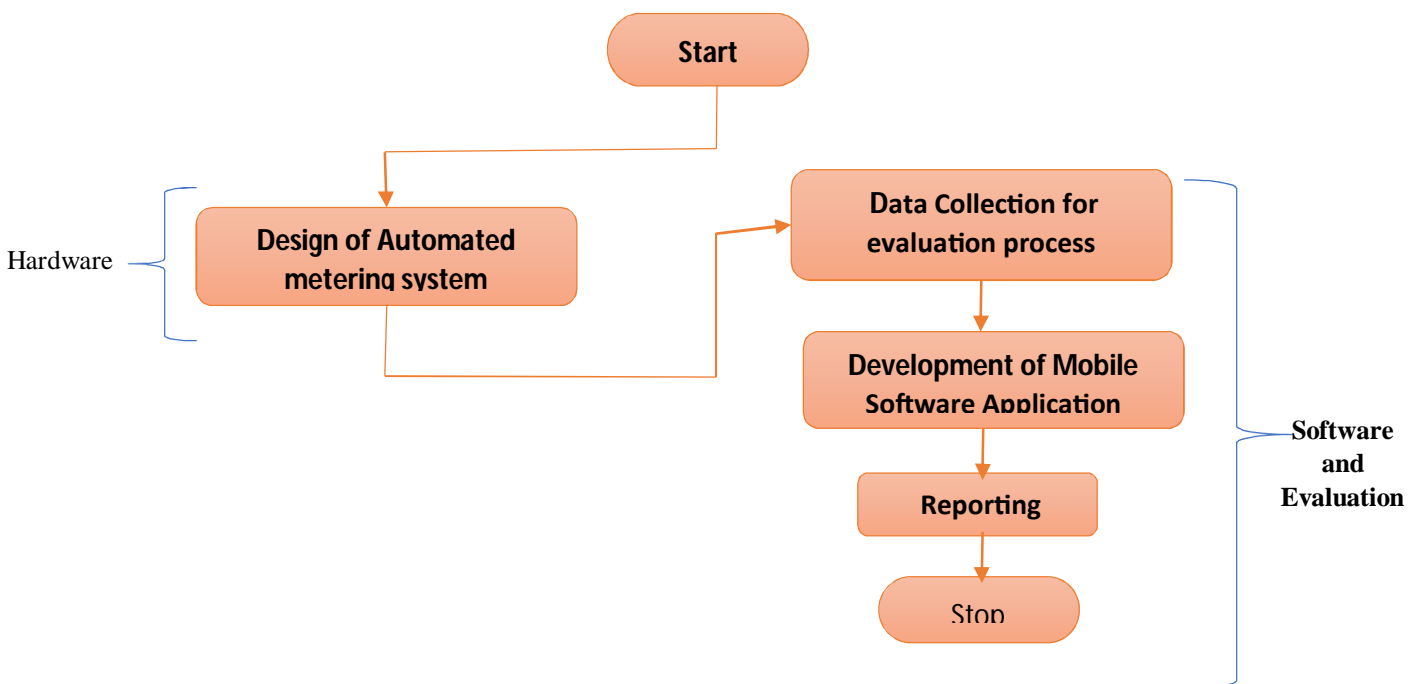 Start
Hardware
Design of Automated
metering system
Data Collection for
evaluation process
Development of Mobile
Software Application
Reporting
Stop
Software
and
Evaluation